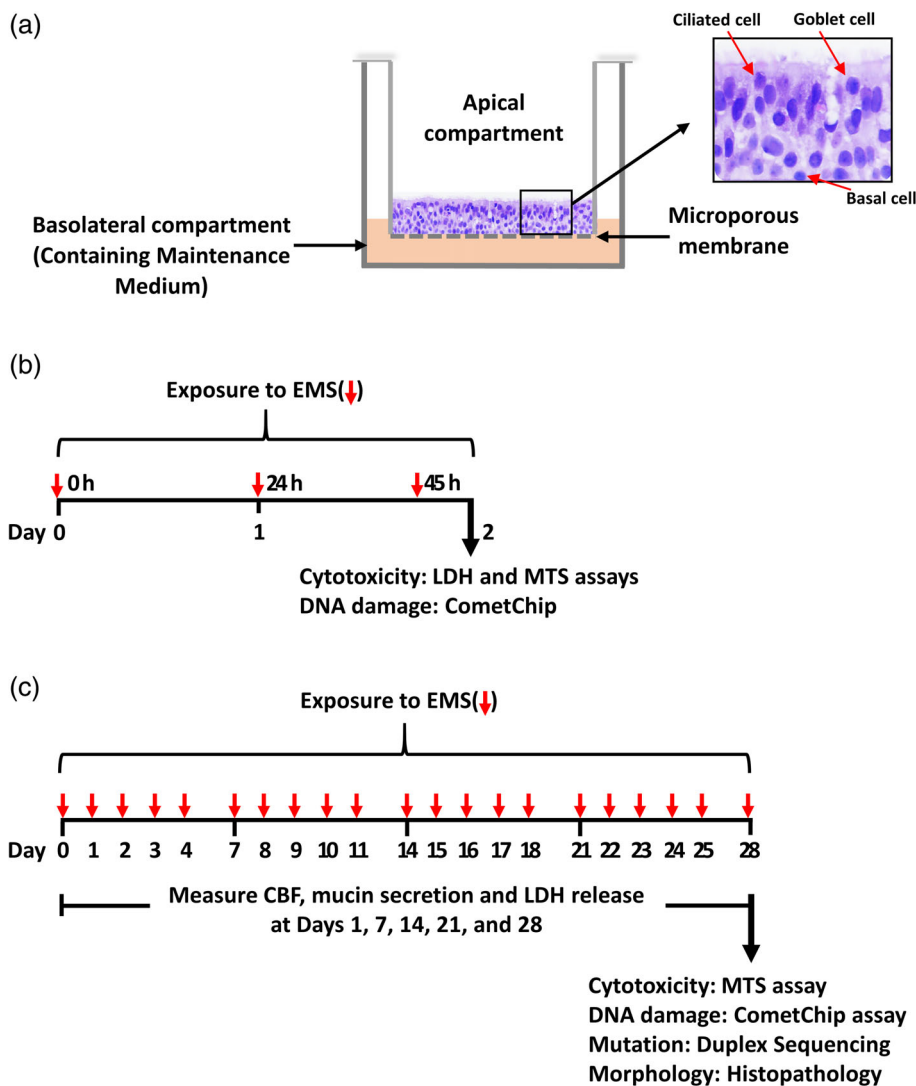 (a)
Ciliated cell
Goblet cell
Apical
compartment
Basal cell
Basolateral compartment
(Containing Maintenance
Medium)
Microporous
membrane
(b)
Exposure to EMS(↓)
0 h
24 h
45 h
Day 0 1 2
Cytotoxicity: LDH and MTS assays
DNA damage: CometChip
(c)
Exposure to EMS(↓)
Day 0 1 2 3 4 7 8 9 10 11 14 15 16 17 18 21 22 23 24 25 28
Measure CBF, mucin secretion and LDH release
at Days 1, 7, 14, 21, and 28
Cytotoxicity: MTS assay
DNA damage: CometChip assay
Mutation: Duplex Sequencing
Morphology: Histopathology